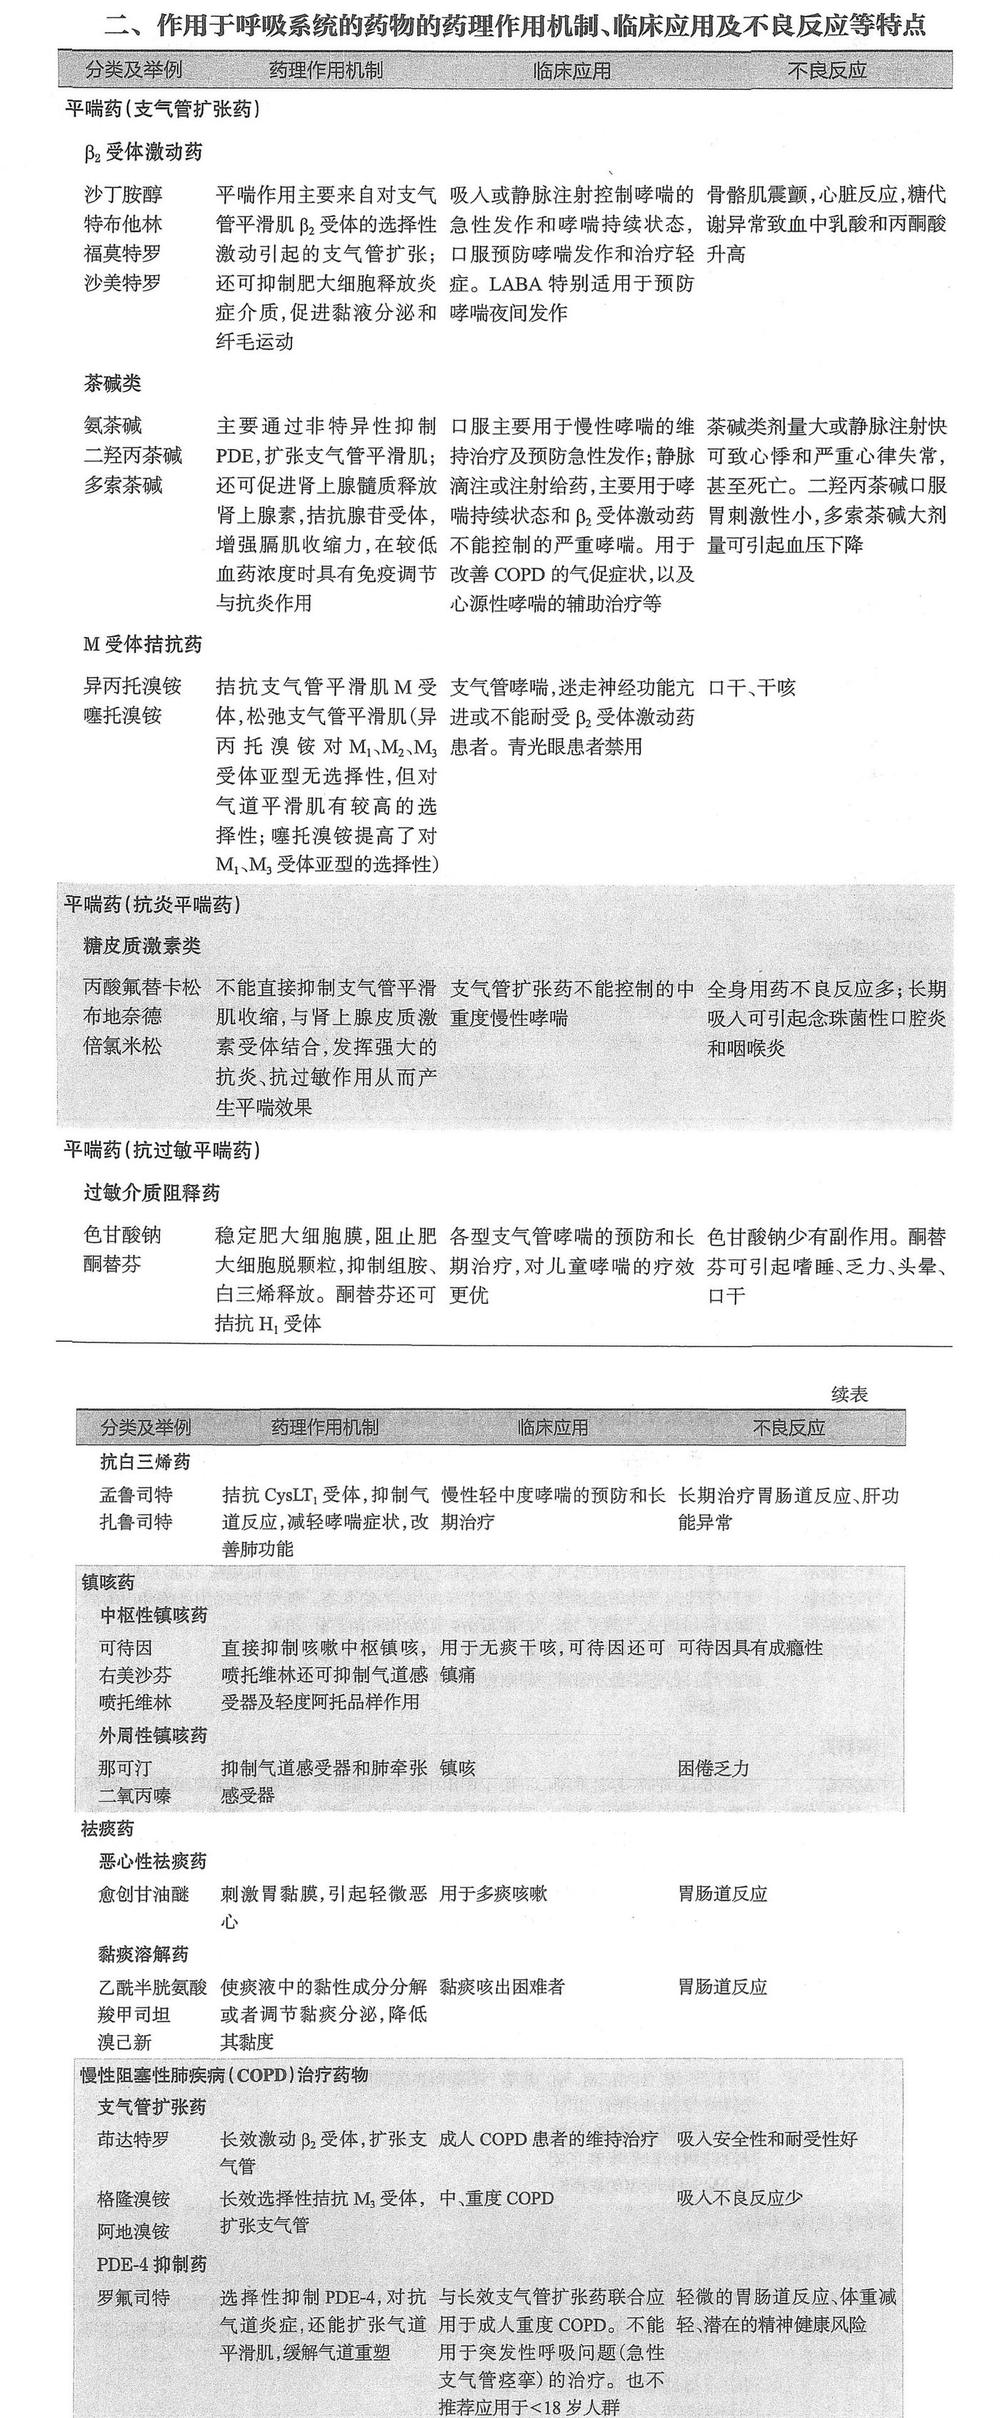 二、作用于呼吸系统的药物的药理作用机制、临床应用及不良反应等特点
分类及举例 药理作用机制 临床应用 不良反应
平喘药(支气管扩张药)
β₂ 受体激动药
沙丁胺醇 平喘作用主要来自对支气 吸入或静脉注射控制哮喘的 骨骼肌震颤,心脏反应,糖代
特布他林 管平滑肌 β₂ 受体的选择性 急性发作和哮喘持续状态, 谢异常致血中乳酸和丙酮酸
福莫特罗 激动引起的支气管扩张; 口服预防哮喘发作和治疗轻 升高
沙美特罗 还可抑制肥大细胞释放炎 症。LABA 特别适用于预防
症介质,促进黏液分泌和 哮喘夜间发作
纤毛运动
茶碱类
氨茶碱 主要通过非特异性抑制 口服主要用于慢性哮喘的维 茶碱类剂量大或静脉注射快
二羟丙茶碱 PDE,扩张支气管平滑肌; 持治疗及预防急性发作;静脉 可致心悸和严重心律失常,
多索茶碱 还可促进肾上腺髓质释放 滴注或注射给药,主要用于哮 甚至死亡。二羟丙茶碱口服
肾上腺素,拮抗腺苷受体, 喘持续状态和 β₂ 受体激动药 胃刺激性小,多索茶碱大剂
增强膈肌收缩力,在较低 不能控制的严重哮喘。用于 量可引起血压下降
血药浓度时具有免疫调节 改善 COPD 的气促症状,以及
与抗炎作用 心源性哮喘的辅助治疗等
M 受体拮抗药
异丙托溴铵 拮抗支气管平滑肌 M 受 支气管哮喘,迷走神经功能亢 口干、干咳
噻托溴铵 体,松弛支气管平滑肌(异 进或不能耐受 β₂ 受体激动药
丙托溴铵对 M₁、M₂、M₃ 患者。青光眼患者禁用
受体亚型无选择性,但对
气道平滑肌有较高的选
择性; 噻托溴铵提高了对
M₁、M₃ 受体亚型的选择性)
平喘药(抗炎平喘药)
糖皮质激素类
丙酸氟替卡松 不能直接抑制支气管平滑 支气管扩张药不能控制的中 全身用药不良反应多; 长期
布地奈德 肌收缩,与肾上腺皮质激 重度慢性哮喘 吸入可引起念珠菌性口腔炎
倍氯米松 素受体结合,发挥强大的 和咽喉炎
抗炎、抗过敏作用从而产
生平喘效果
平喘药(抗过敏平喘药)
过敏介质阻释药
色甘酸钠 稳定肥大细胞膜,阻止肥 各型支气管哮喘的预防和长 色甘酸钠少有副作用。酮替
酮替芬 大细胞脱颗粒,抑制组胺、 期治疗,对儿童哮喘的疗效 芬可引起嗜睡、乏力、头晕、
白三烯释放。酮替芬还可 更优 口干
拮抗 H₁ 受体
续表
分类及举例 药理作用机制 临床应用 不良反应
抗白三烯药
孟鲁司特 拮抗 CysLT₁ 受体,抑制气 慢性轻中度哮喘的预防和长 长期治疗胃肠道反应、肝功
扎鲁司特 道反应,减轻哮喘症状,改 期治疗 能异常
善肺功能
镇咳药
中枢性镇咳药
可待因 直接抑制咳嗽中枢镇咳, 用于无痰干咳,可待因还可 可待因具有成瘾性
右美沙芬 喷托维林还可抑制气道感 镇痛
喷托维林 受器及轻度阿托品样作用
外周性镇咳药
那可汀 抑制气道感受器和肺牵张 镇咳 困倦乏力
二氧丙嗪 感受器
祛痰药
恶心性祛痰药
愈创甘油醚 刺激胃黏膜,引起轻微恶 用于多痰咳嗽 胃肠道反应
心
黏痰溶解药
乙酰半胱氨酸 使痰液中的黏性成分分解 黏痰咳出困难者 胃肠道反应
羧甲司坦 或者调节黏痰分泌,降低
溴己新 其黏度
慢性阻塞性肺疾病(COPD)治疗药物
支气管扩张药
茚达特罗 长效激动 β₂ 受体,扩张支 成人 COPD 患者的维持治疗 吸入安全性和耐受性好
气管
格隆溴铵 长效选择性拮抗 M₃ 受体, 中、重度 COPD 吸入不良反应少
阿地溴铵 扩张支气管
PDE-4 抑制药
罗氟司特 选择性抑制 PDE-4,对抗 与长效支气管扩张药联合应 轻微的胃肠道反应、体重减
气道炎症,还能扩张气道 用于成人重度 COPD。不能 轻、潜在的精神健康风险
平滑肌,缓解气道重塑 用于突发性呼吸问题(急性
支气管痉挛)的治疗。也不
推荐应用于<18 岁人群